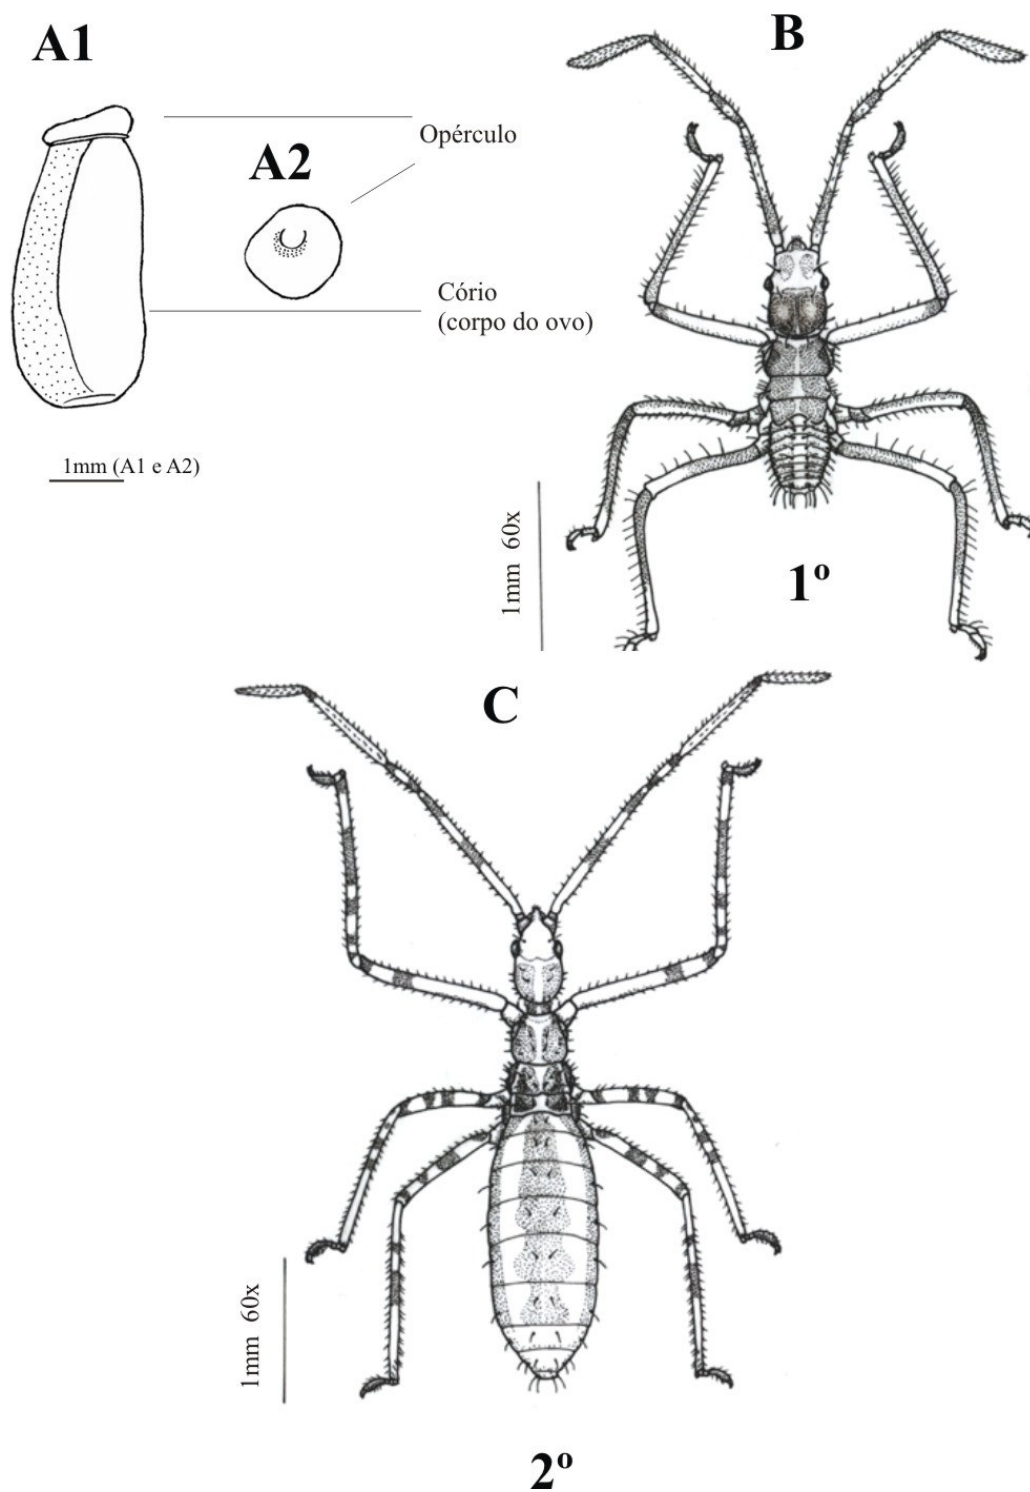 A1
A2
Opérculo
Cório
(corpo do ovo)
1mm (A1 e A2)
B
1mm 60x
1º
C
1mm 60x
2º